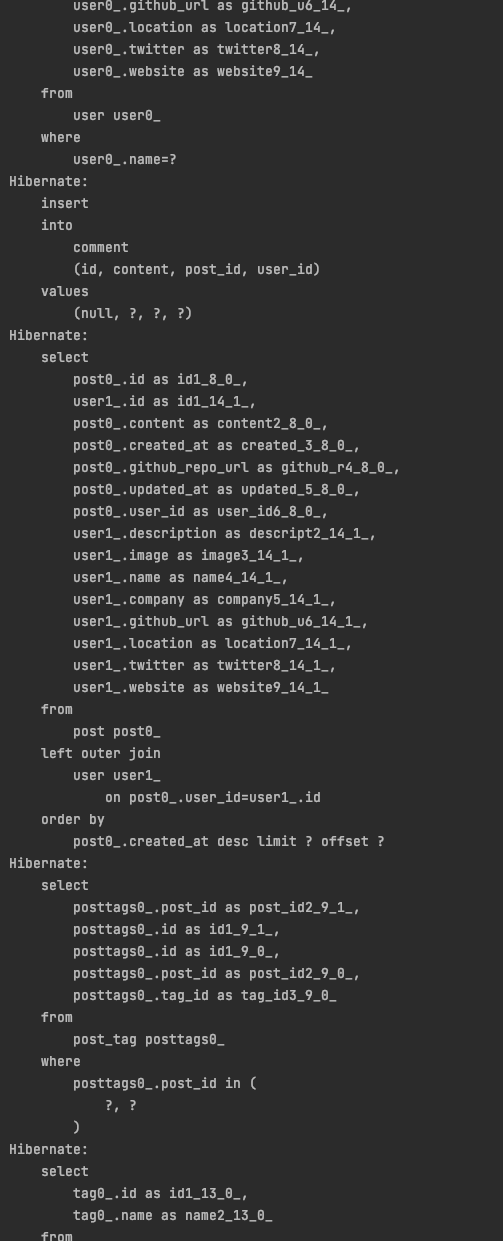 user0_.github_url as github_u6_14_,
user0_.location as location7_14_,
user0_.twitter as twitter8_14_,
user0_.website as website9_14_
from
user user0_
where
user0_.name=?
Hibernate:
insert
into
comment
(id, content, post_id, user_id)
values
(null, ?, ?, ?)
Hibernate:
select
post0_.id as id1_8_0_,
user1_.id as id1_14_1_,
post0_.content as content2_8_0_,
post0_.created_at as created_3_8_0_,
post0_.github_repo_url as github_r4_8_0_,
post0_.updated_at as updated_5_8_0_,
post0_.user_id as user_id6_8_0_,
user1_.description as descript2_14_1_,
user1_.image as image3_14_1_,
user1_.name as name4_14_1_,
user1_.company as company5_14_1_,
user1_.github_url as github_u6_14_1_,
user1_.location as location7_14_1_,
user1_.twitter as twitter8_14_1_,
user1_.website as website9_14_1_
from
post post0_
left outer join
user user1_
on post0_.user_id=user1_.id
order by
post0_.created_at desc limit ? offset ?
Hibernate:
select
posttags0_.post_id as post_id2_9_1_,
posttags0_.id as id1_9_1_,
posttags0_.id as id1_9_0_,
posttags0_.post_id as post_id2_9_0_,
posttags0_.tag_id as tag_id3_9_0_
from
post_tag posttags0_
where
posttags0_.post_id in (
?, ?
)
Hibernate:
select
tag0_.id as id1_13_0_,
tag0_.name as name2_13_0_
from